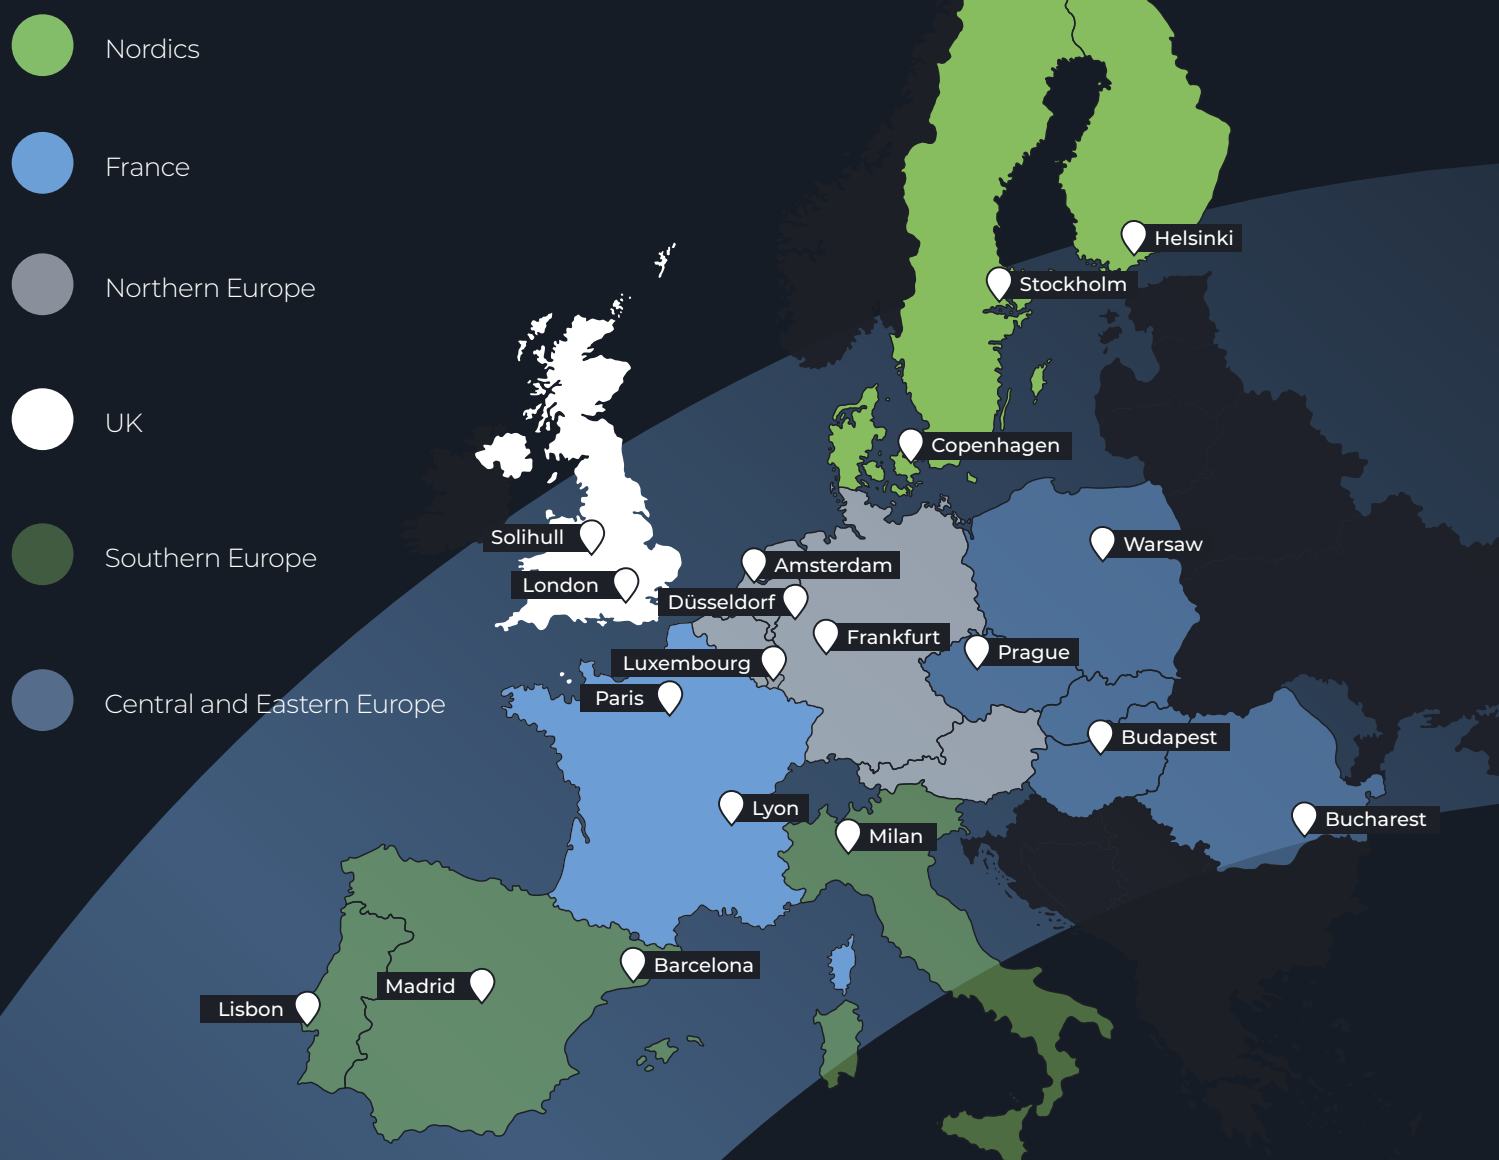 Nordics
France
Northern Europe
UK
Southern Europe
Central and Eastern Europe
Helsinki
Stockholm
Copenhagen
Solihull
Warsaw
Amsterdam
London
Düsseldorf
Frankfurt
Prague
Luxembourg
Paris
Budapest
Lyon
Bucharest
Milan
Barcelona
Madrid
Lisbon